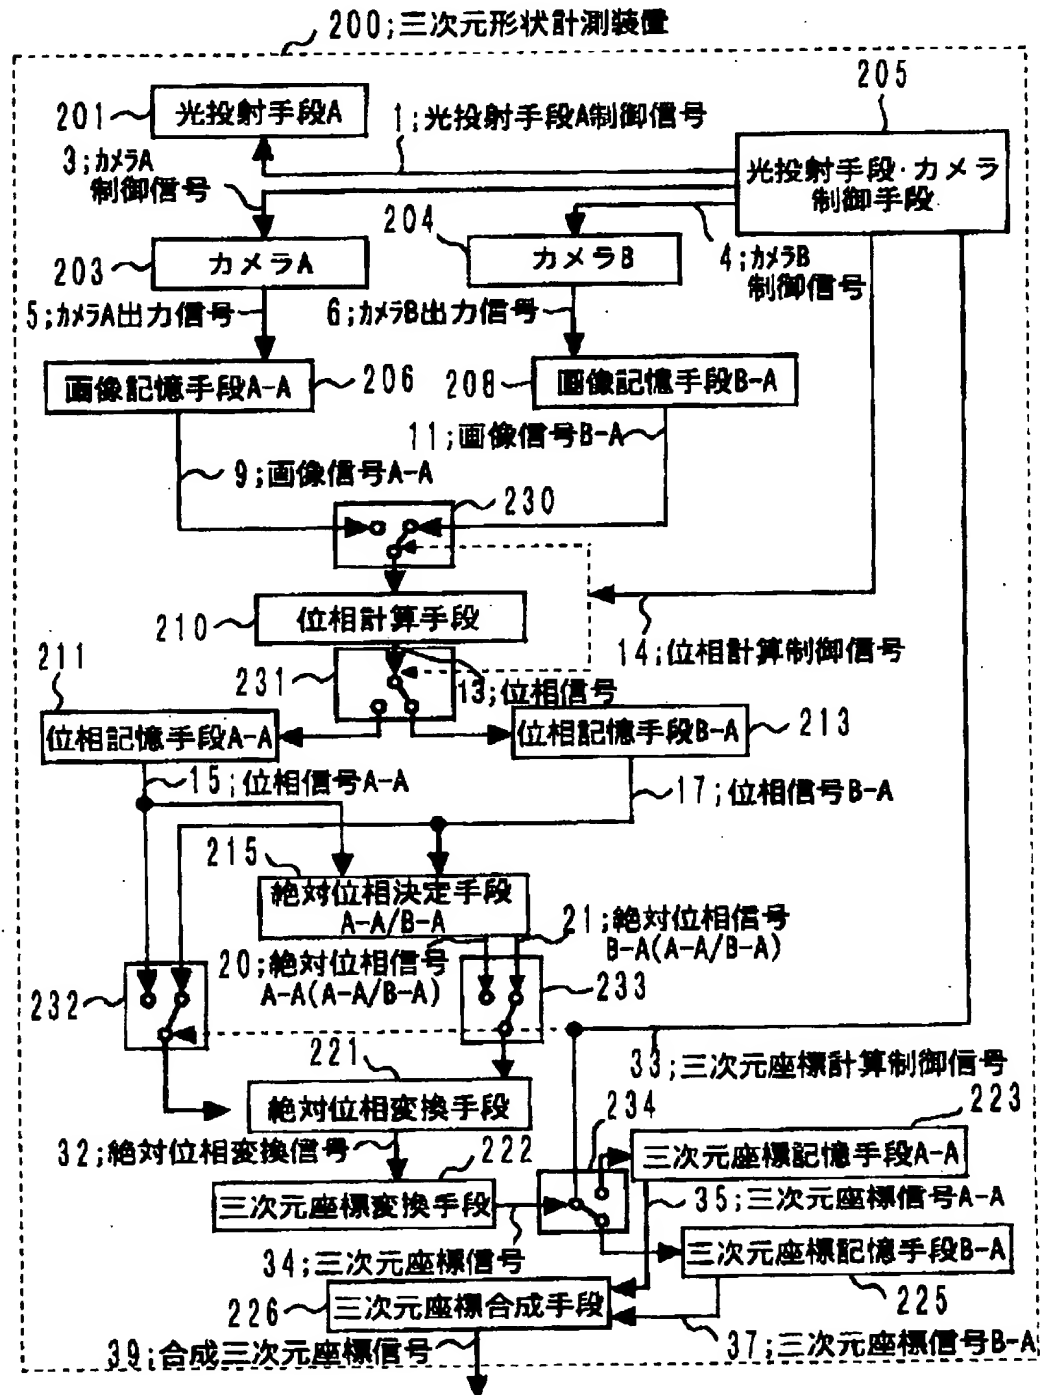 200;三次元形状計測装置
205
201
光投射手段A
1;光投射手段A制御信号
3;カメラA
制御信号
光投射手段・カメラ
制御手段
204
203
カメラA
カメラB
4;カメラB
制御信号
5;カメラA出力信号
6;カメラB出力信号
画像記憶手段A-A
206
208
画像記憶手段B-A
11;画像信号B-A
9;画像信号A-A
230
210
位相計算手段
14;位相計算制御信号
211
231
13;位相信号
位相記憶手段A-A
位相記憶手段B-A
213
15;位相信号A-A
17;位相信号B-A
215
絶対位相決定手段
A-A/B-A
21;絶対位相信号
B-A(A-A/B-A)
20;絶対位相信号
A-A(A-A/B-A)
232
233
221
33;三次元座標計算制御信号
絶対位相変換手段
234
223
32;絶対位相変換信号
222
三次元座標記憶手段A-A
三次元座標変換手段
35;三次元座標信号A-A
34;三次元座標信号
三次元座標記憶手段B-A
226
三次元座標合成手段
225
39;合成三次元座標信号
37;三次元座標信号B-A